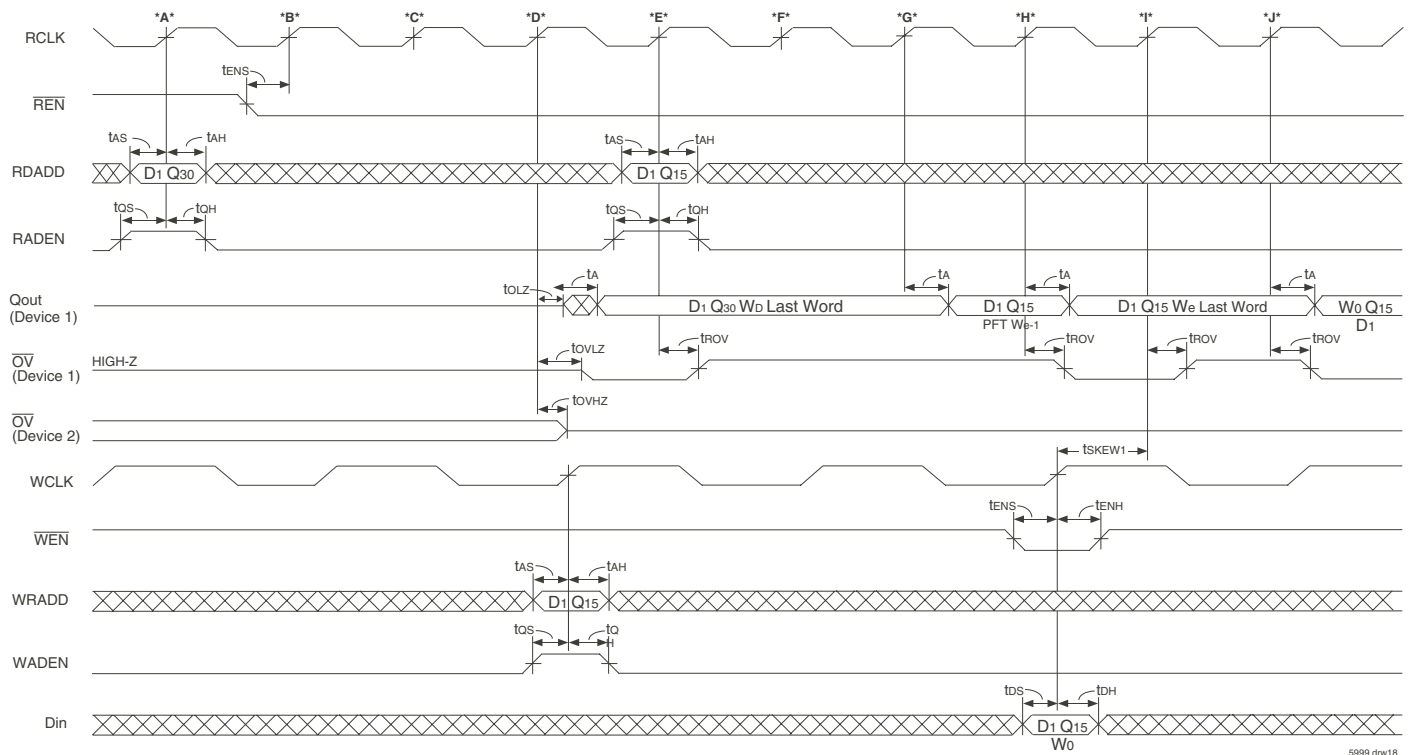 *A* *B* *C* *D* *E* *F* *G* *H* *I* *J*
RCLK
tENS
REN
tAS tAH tAS tAH
RDADD D1 Q30 D1 Q15
tQS tQH tQS tQH
RADEN
tOLZ tA tA tA tA
Qout
(Device 1)
D1 Q30 WD Last Word D1 Q15 D1 Q15 We Last Word W0 Q15
PFT We-1 D1
tOVLZ tROV tROV tROV tROV
OV
(Device 1)
HIGH-Z
tOVHZ
OV
(Device 2)
tSKEW1
WCLK
tENS tENH
WEN
tAS tAH
WRADD D1 Q15
tQS tQ
H
WADEN
tDS tDH
Din D1 Q15
W0
5999 drw18